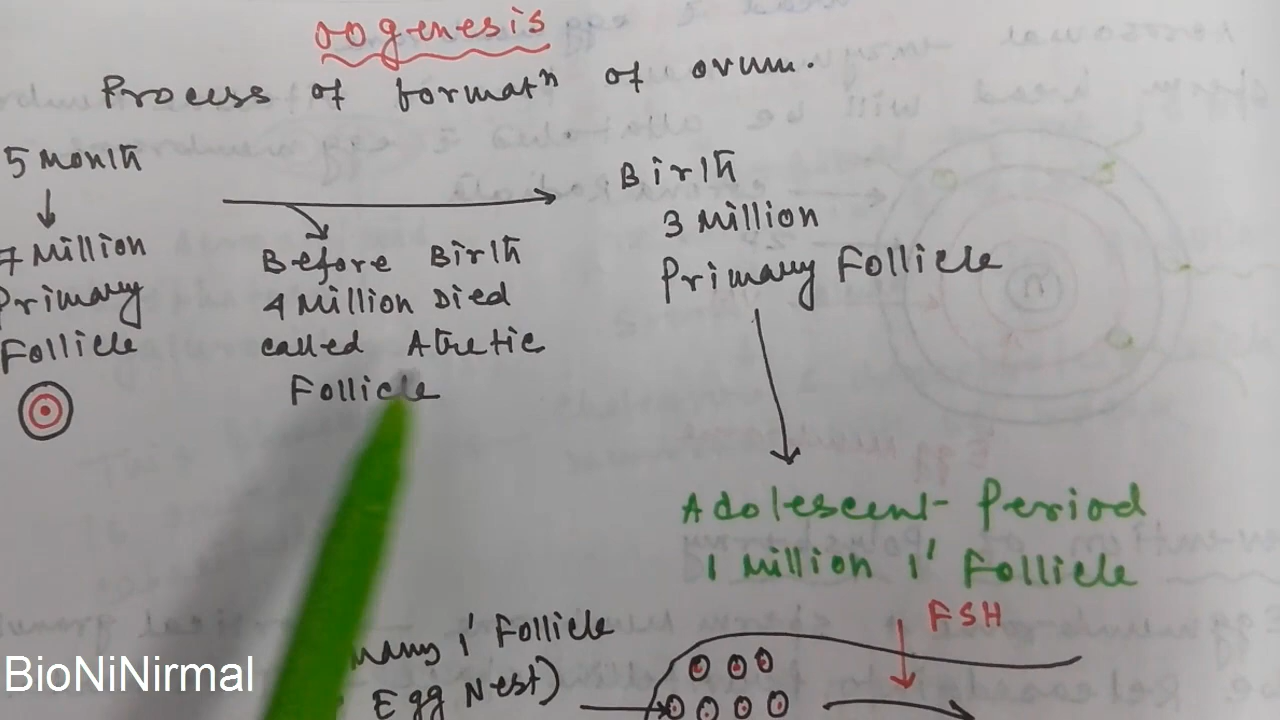 oogenesis
Process of formatⁿ of ovum.
5 Month
7 Million
Primary
Follicle
Before Birth
4 Million Died
called Atretic
Follicle
Birth
3 Million
Primary Follicle
Adolescent Period
1 Million 1' Follicle
FSH
many 1' Follicle
Egg Nest)
BioNiNirmal